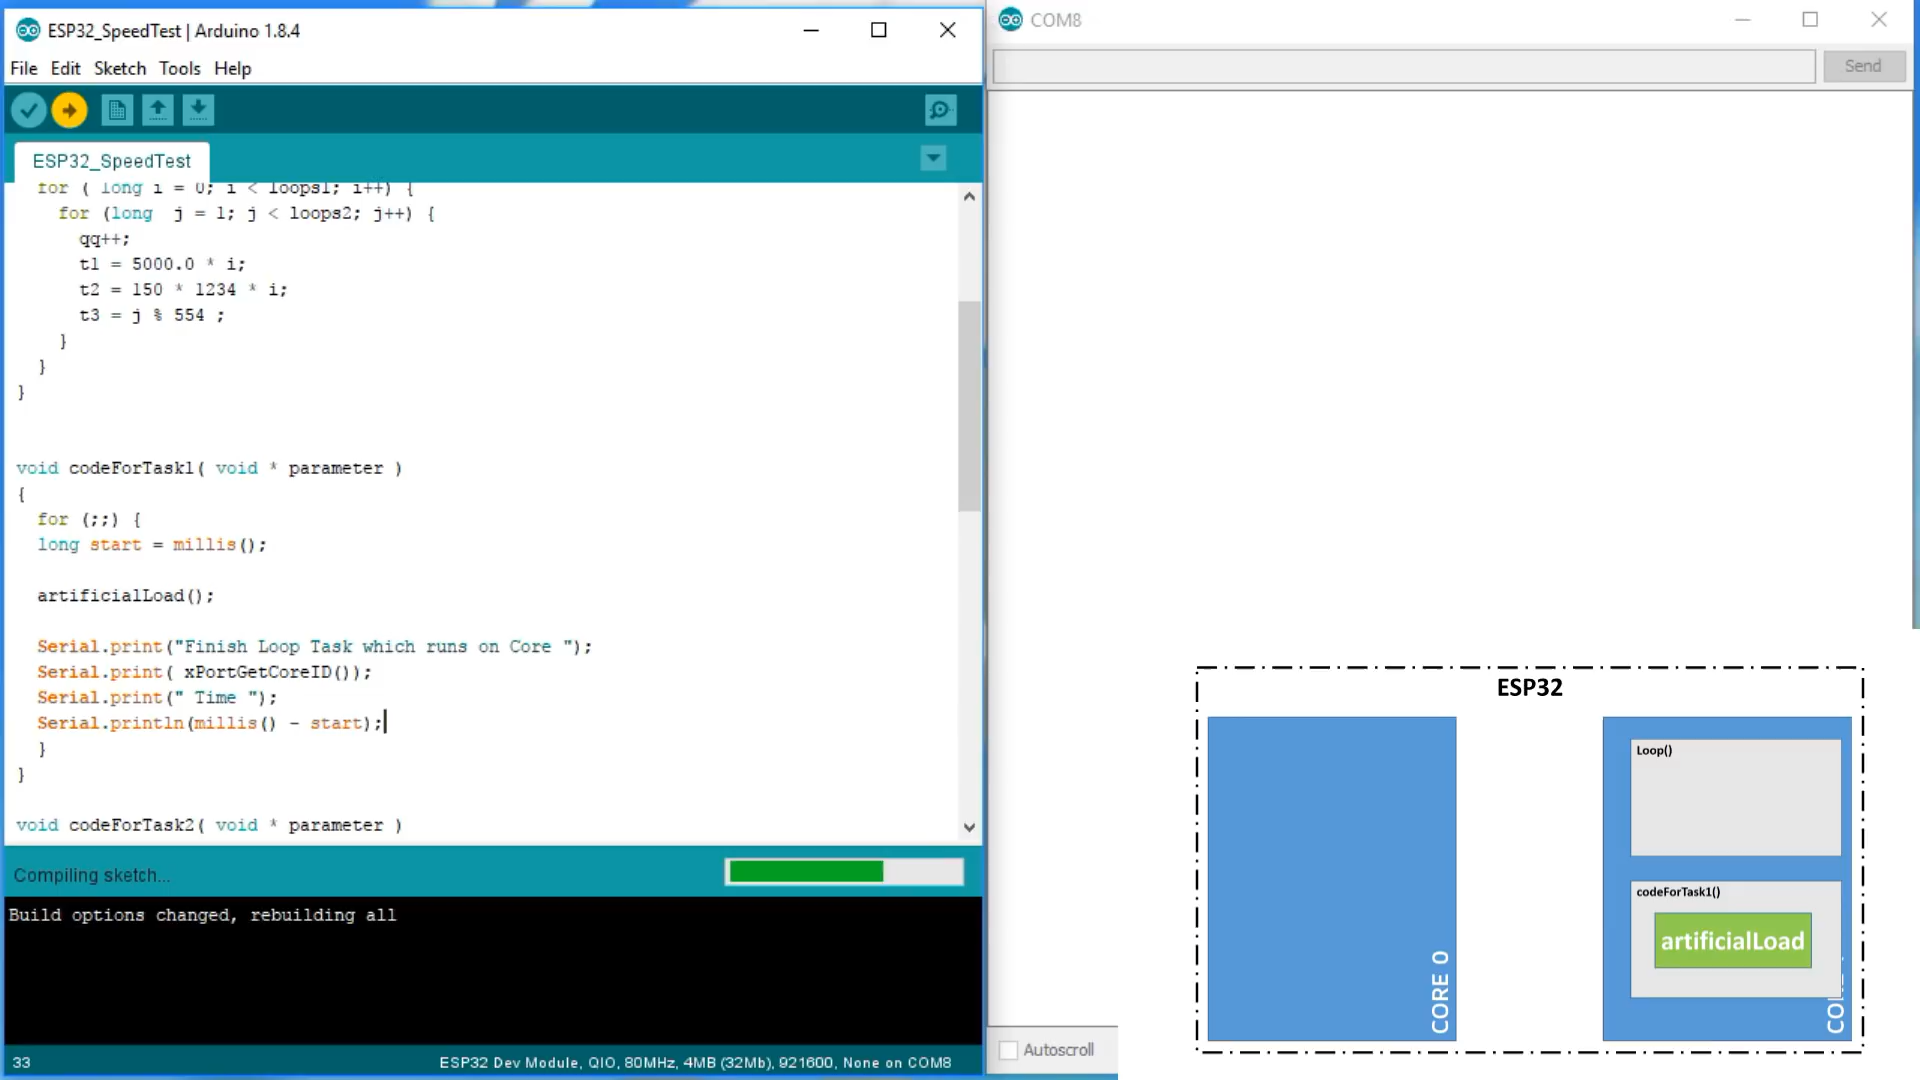 ESP32_SpeedTest | Arduino 1.8.4
File Edit Sketch Tools Help
ESP32_SpeedTest
for ( long i = 0; i < loops1; i++) {
for (long  j = 1; j < loops2; j++) {
qq++;
t1 = 5000.0 * i;
t2 = 150 * 1234 * i;
t3 = j % 554 ;
}
}
}
void codeForTask1( void * parameter )
{
for (;;) {
long start = millis();
artificialLoad();
Serial.print("Finish Loop Task which runs on Core ");
Serial.print( xPortGetCoreID());
Serial.print(" Time ");
Serial.println(millis() - start);
}
}
void codeForTask2( void * parameter )
Compiling sketch...
Build options changed, rebuilding all
33
ESP32 Dev Module, QIO, 80MHz, 4MB (32Mb), 921600, None on COM8
COM8
Send
Autoscroll
ESP32
CORE 0
Loop()
codeForTask1()
artificialLoad